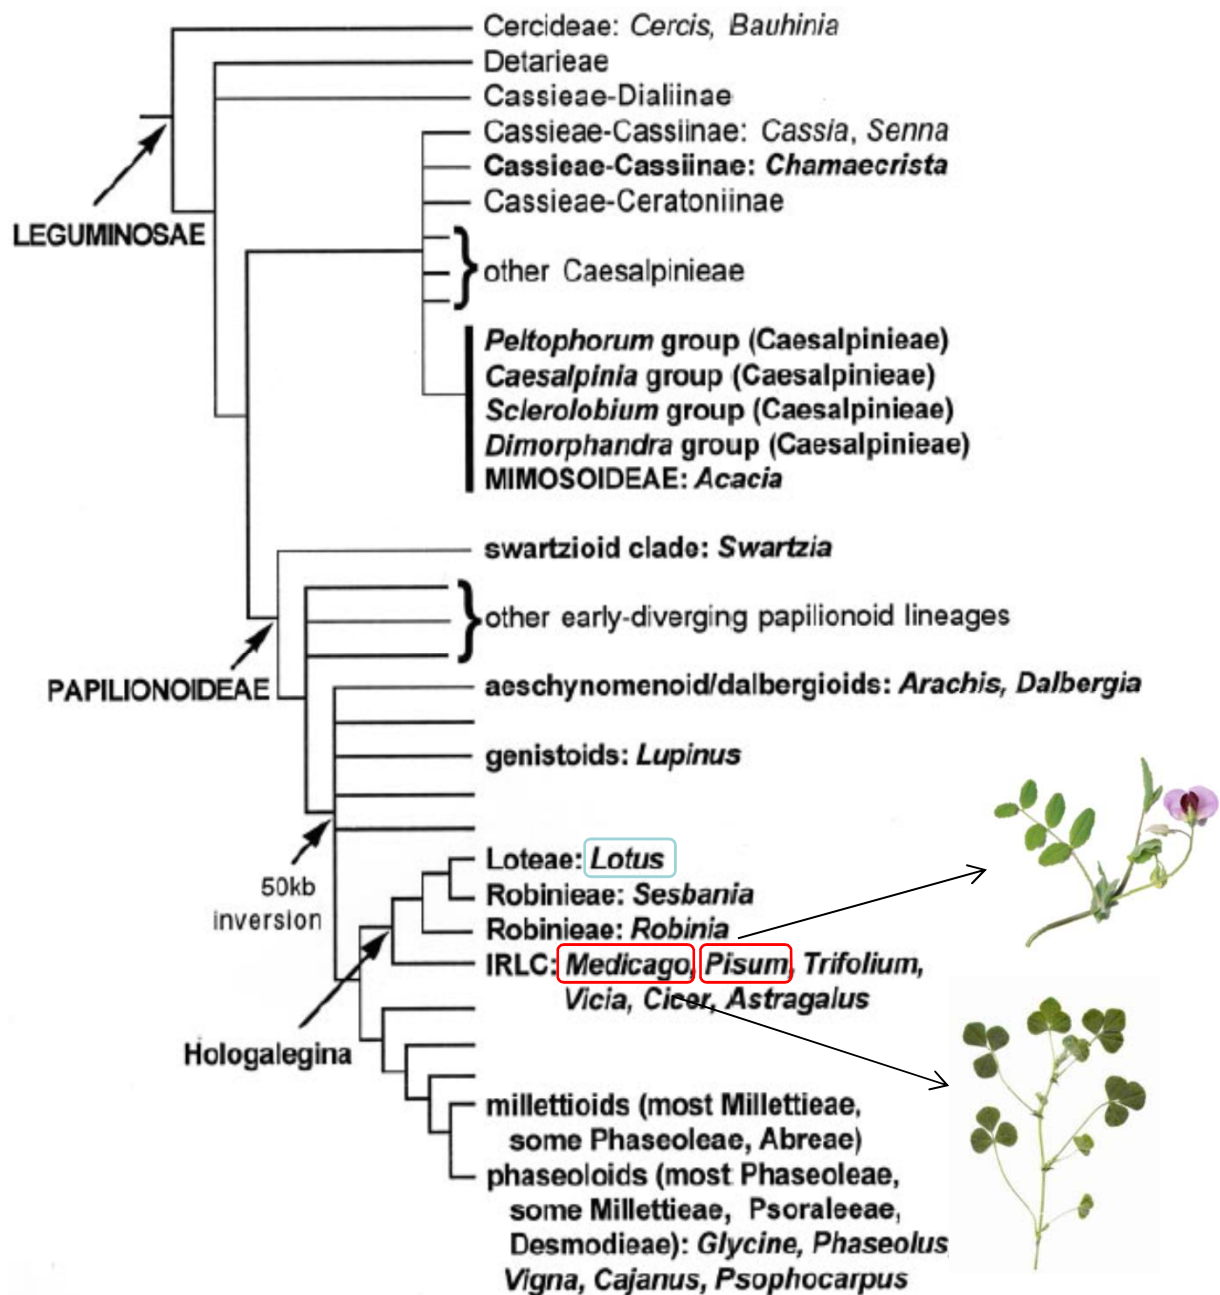 Cercideae: Cercis, Bauhinia
Detarieae
Cassieae-Dialiinae
Cassieae-Cassiinae: Cassia, Senna
Cassieae-Cassiinae: Chamaecrista
Cassieae-Ceratoniinae
LEGUMINOSAE
other Caesalpinieae
Peltophorum group (Caesalpinieae)
Caesalpinia group (Caesalpinieae)
Sclerolobium group (Caesalpinieae)
Dimorphandra group (Caesalpinieae)
MIMOSOIDEAE: Acacia
swartzioid clade: Swartzia
other early-diverging papilionoid lineages
PAPILIONOIDEAE
aeschynomenoid/dalbergioids: Arachis, Dalbergia
genistoids: Lupinus
50kb
inversion
Loteae: Lotus
Robinieae: Sesbania
Robinieae: Robinia
IRLC: Medicago, Pisum, Trifolium,
Vicia, Cicer, Astragalus
Hologalegina
millettioids (most Millettieae,
some Phaseoleae, Abreae)
phaseoloids (most Phaseoleae,
some Millettieae, Psoraleeae,
Desmodieae): Glycine, Phaseolus
Vigna, Cajanus, Psophocarpus